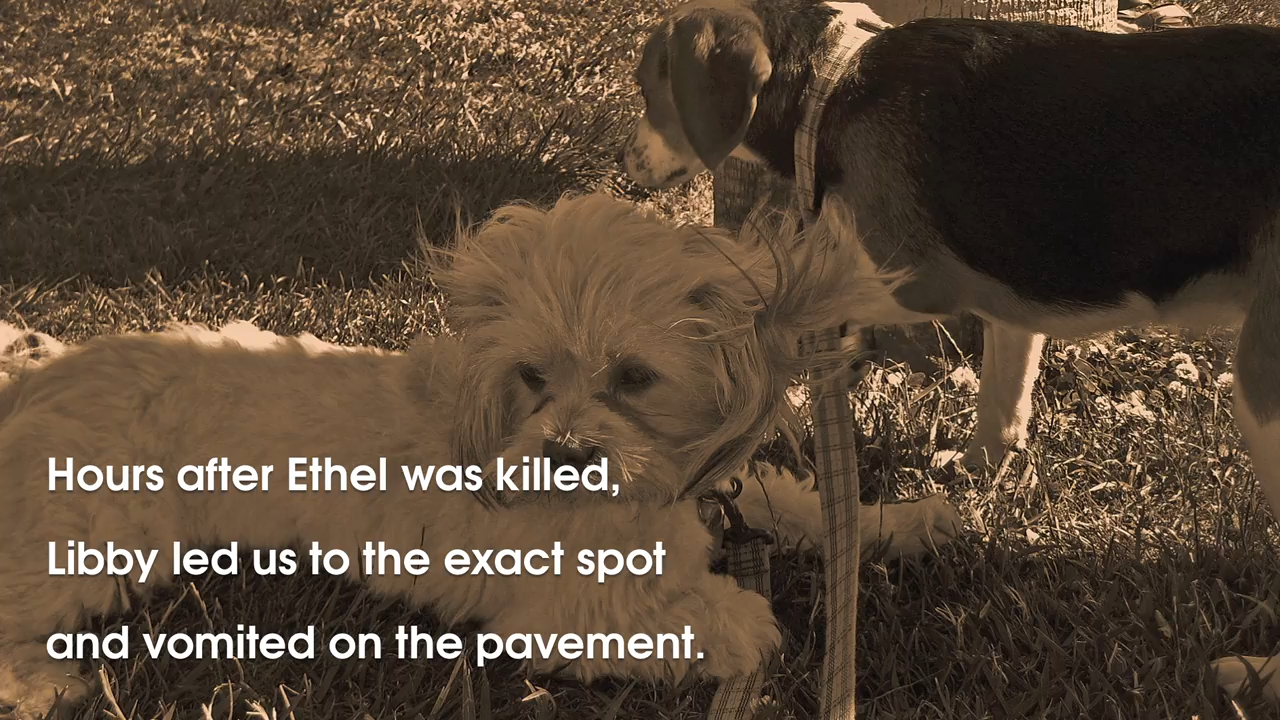 Hours after Ethel was killed,
Libby led us to the exact spot
and vomited on the pavement.